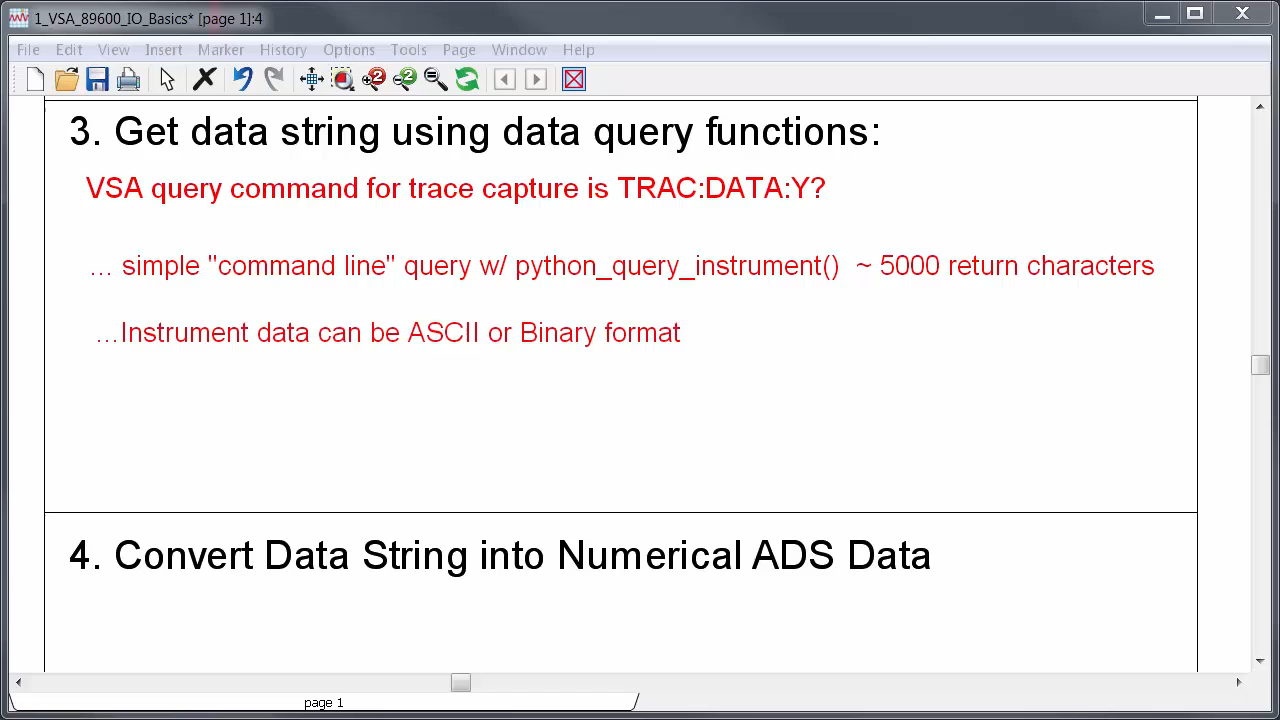 1_VSA_89600_IO_Basics* [page 1]:4
File Edit View Insert Marker History Options Tools Page Window Help
3. Get data string using data query functions:
VSA query command for trace capture is TRAC:DATA:Y?
... simple "command line" query w/ python_query_instrument() ~ 5000 return characters
...Instrument data can be ASCII or Binary format
4. Convert Data String into Numerical ADS Data
page 1